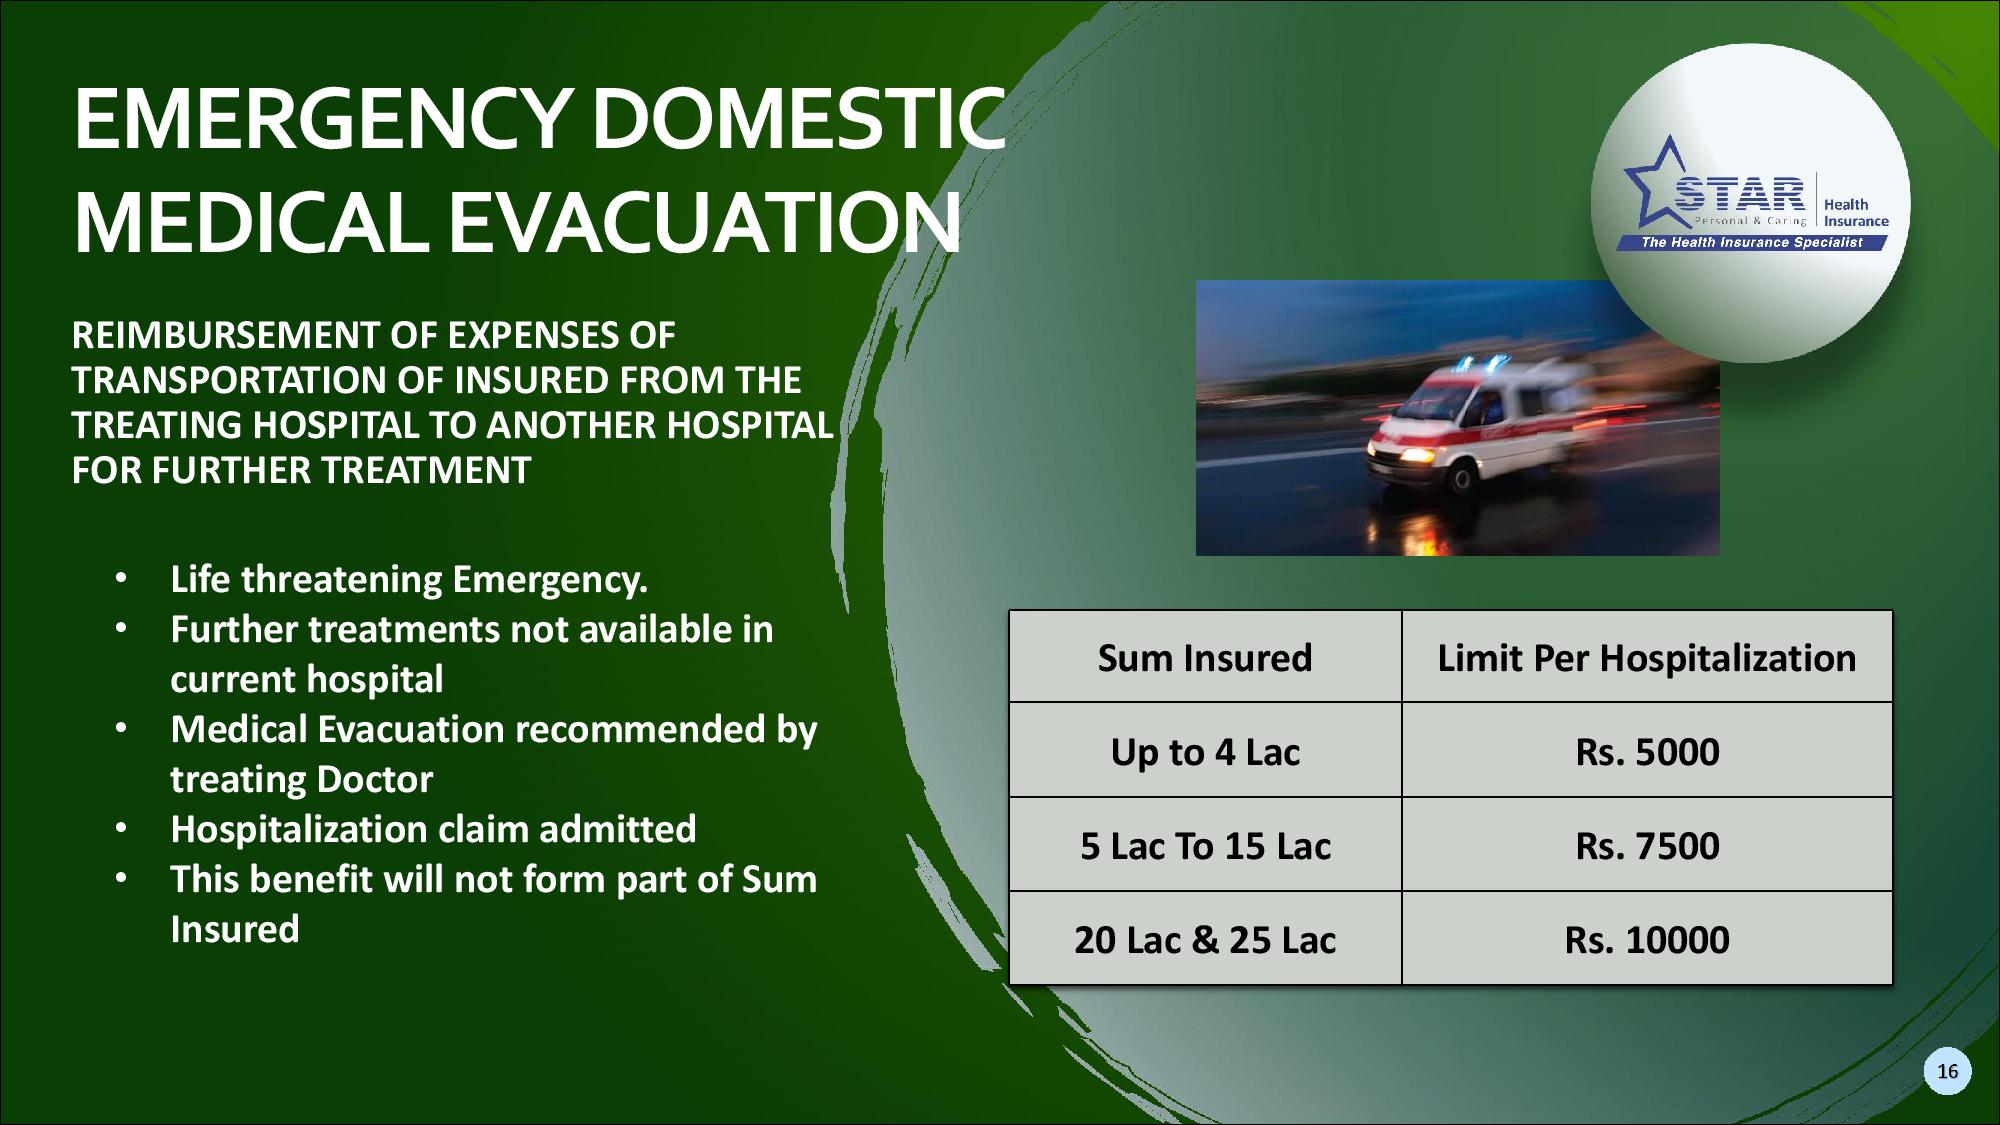 EMERGENCY DOMESTIC
MEDICAL EVACUATION
STAR
Health
Insurance
Personal & Caring
The Health Insurance Specialist
REIMBURSEMENT OF EXPENSES OF
TRANSPORTATION OF INSURED FROM THE
TREATING HOSPITAL TO ANOTHER HOSPITAL
FOR FURTHER TREATMENT
• Life threatening Emergency.
• Further treatments not available in
current hospital
• Medical Evacuation recommended by
treating Doctor
• Hospitalization claim admitted
• This benefit will not form part of Sum
Insured
Sum Insured Limit Per Hospitalization
Up to 4 Lac Rs. 5000
5 Lac To 15 Lac Rs. 7500
20 Lac & 25 Lac Rs. 10000
16